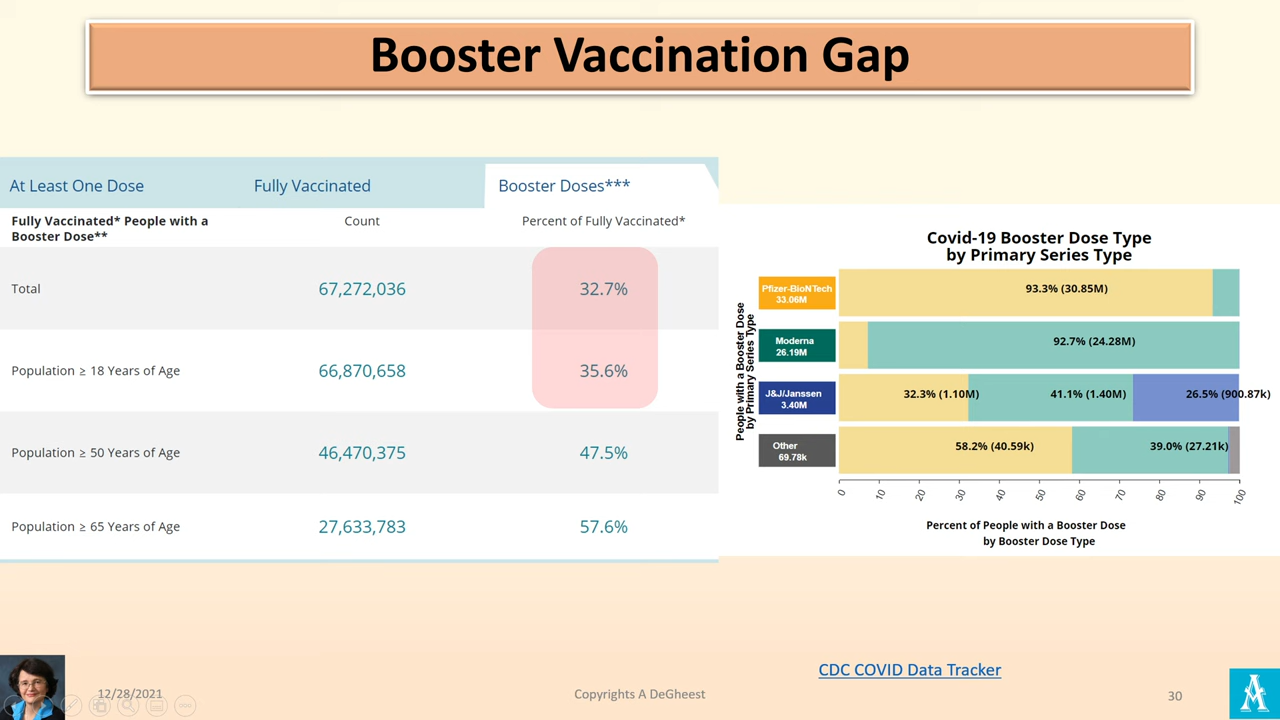 Booster Vaccination Gap
At Least One Dose
Fully Vaccinated
Booster Doses***
Fully Vaccinated* People with a
Booster Dose**
Count
Percent of Fully Vaccinated*
Total
67,272,036
32.7%
Population ≥ 18 Years of Age
66,870,658
35.6%
Population ≥ 50 Years of Age
46,470,375
47.5%
Population ≥ 65 Years of Age
27,633,783
57.6%
Covid-19 Booster Dose Type
by Primary Series Type
People with a Booster Dose
by Primary Series Type
Pfizer-BioNTech
33.06M
93.3% (30.85M)
Moderna
26.19M
92.7% (24.28M)
J&J/Janssen
3.40M
32.3% (1.10M)
41.1% (1.40M)
26.5% (900.87k)
Other
69.78k
58.2% (40.59k)
39.0% (27.21k)
0
10
20
30
40
50
60
70
80
90
100
Percent of People with a Booster Dose
by Booster Dose Type
CDC COVID Data Tracker
12/28/2021
Copyrights A DeGheest
30
A